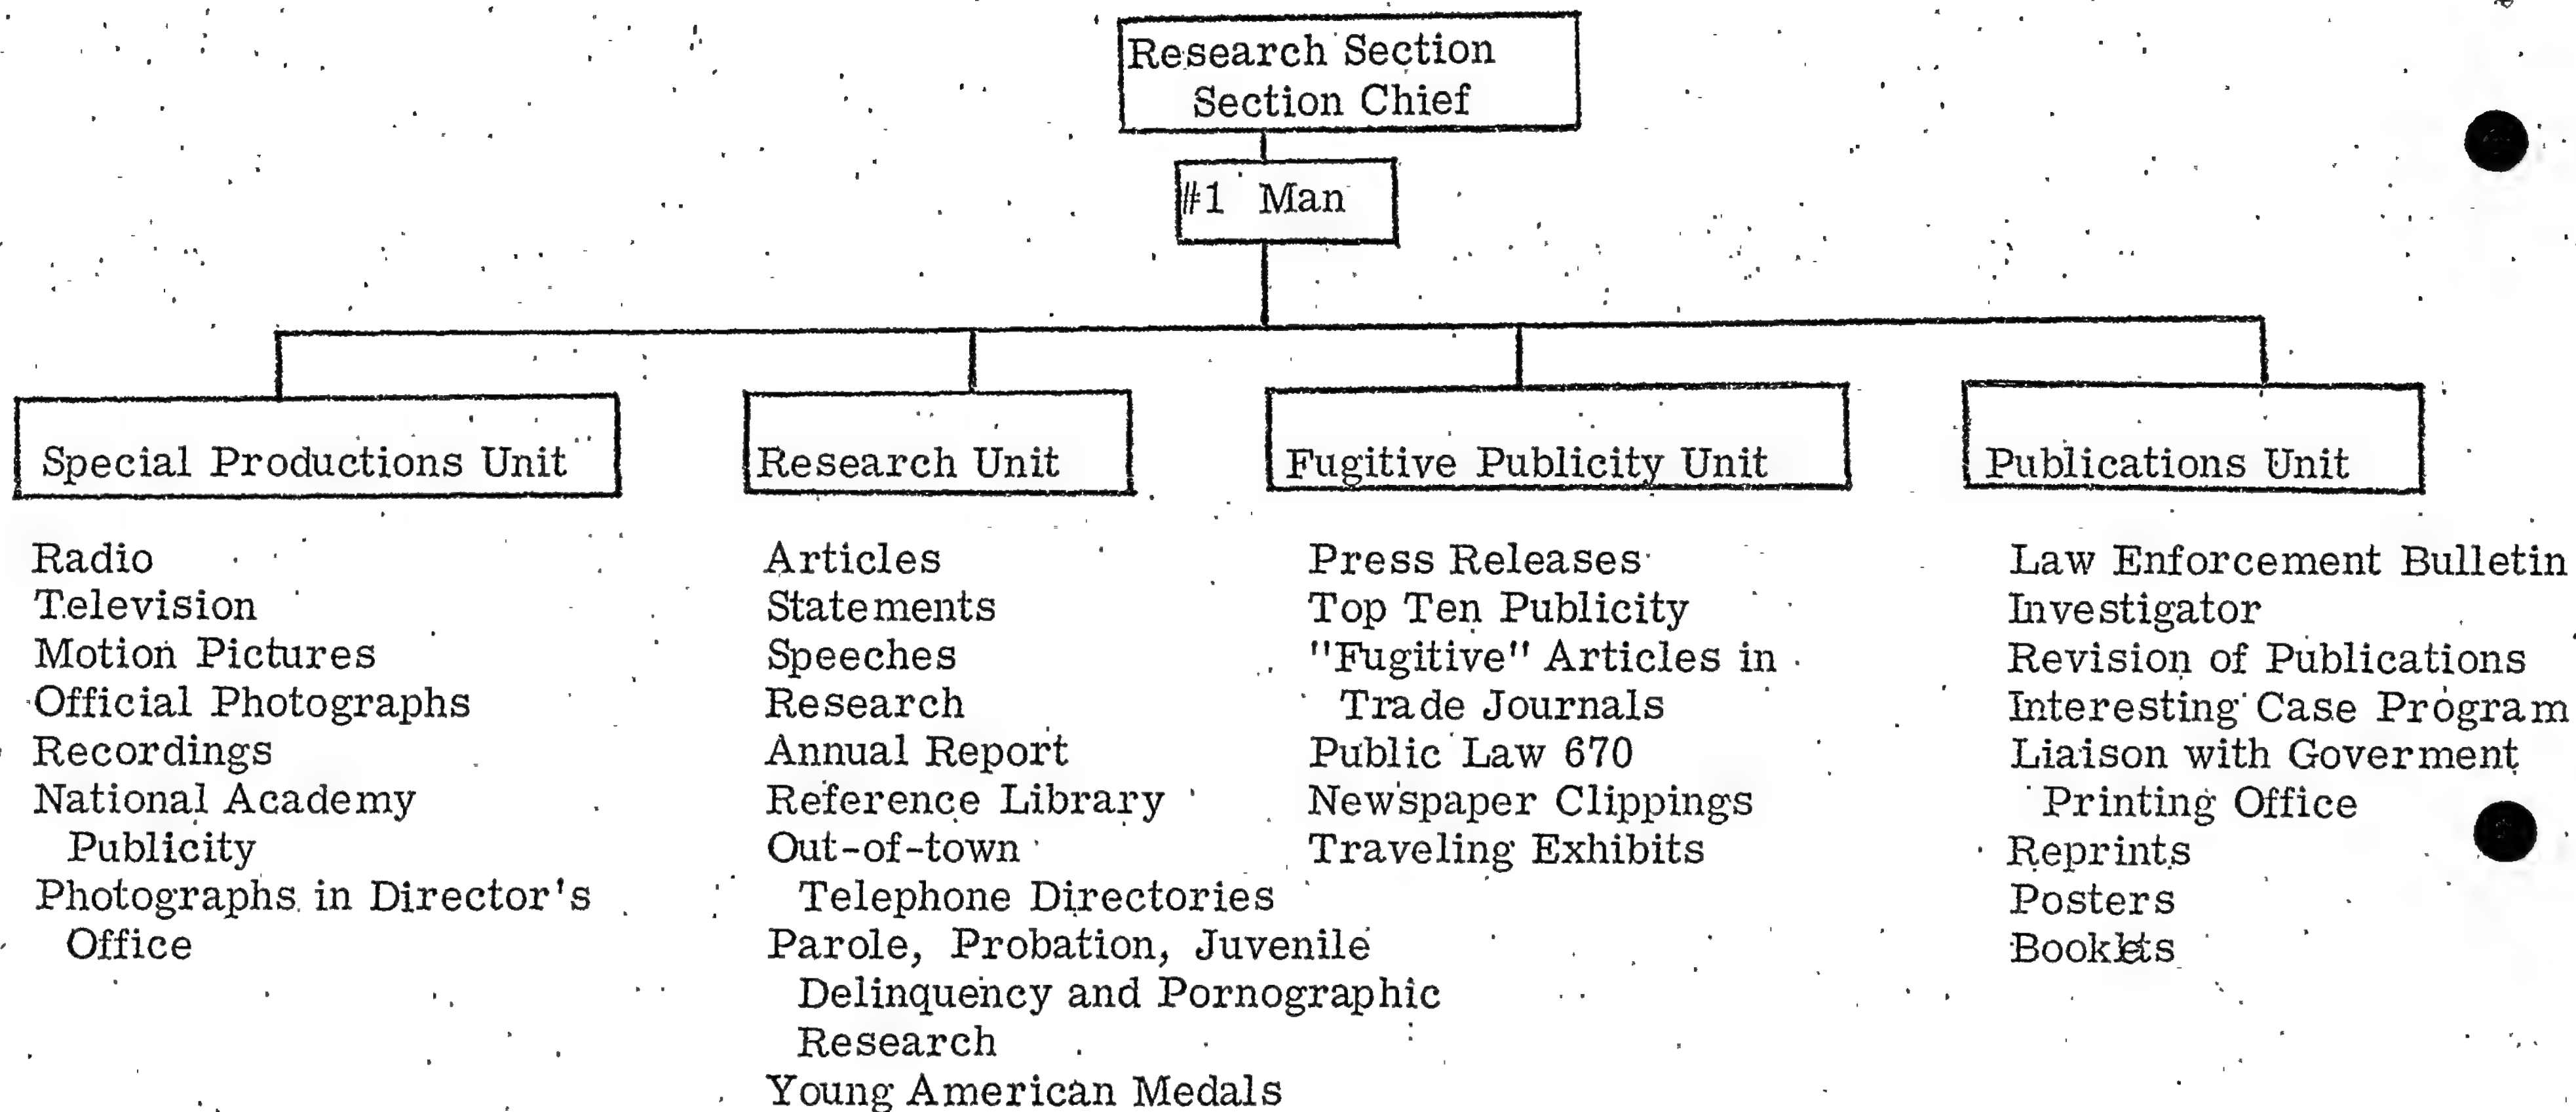 Research Section
Section Chief
#1 Man
Special Productions Unit
Radio
Television
Motion Pictures
Official Photographs
Recordings
National Academy
Publicity
Photographs in Director's
Office
Research Unit
Articles
Statements
Speeches
Research
Annual Report
Reference Library
Out-of-town
Telephone Directories
Parole, Probation, Juvenile
Delinquency and Pornographic
Research
Young American Medals
Fugitive Publicity Unit
Press Releases
Top Ten Publicity
"Fugitive" Articles in
Trade Journals
Public Law 670
Newspaper Clippings
Traveling Exhibits
Publications Unit
Law Enforcement Bulletin
Investigator
Revision of Publications
Interesting Case Program
Liaison with Goverment
Printing Office
Reprints
Posters
Booklets